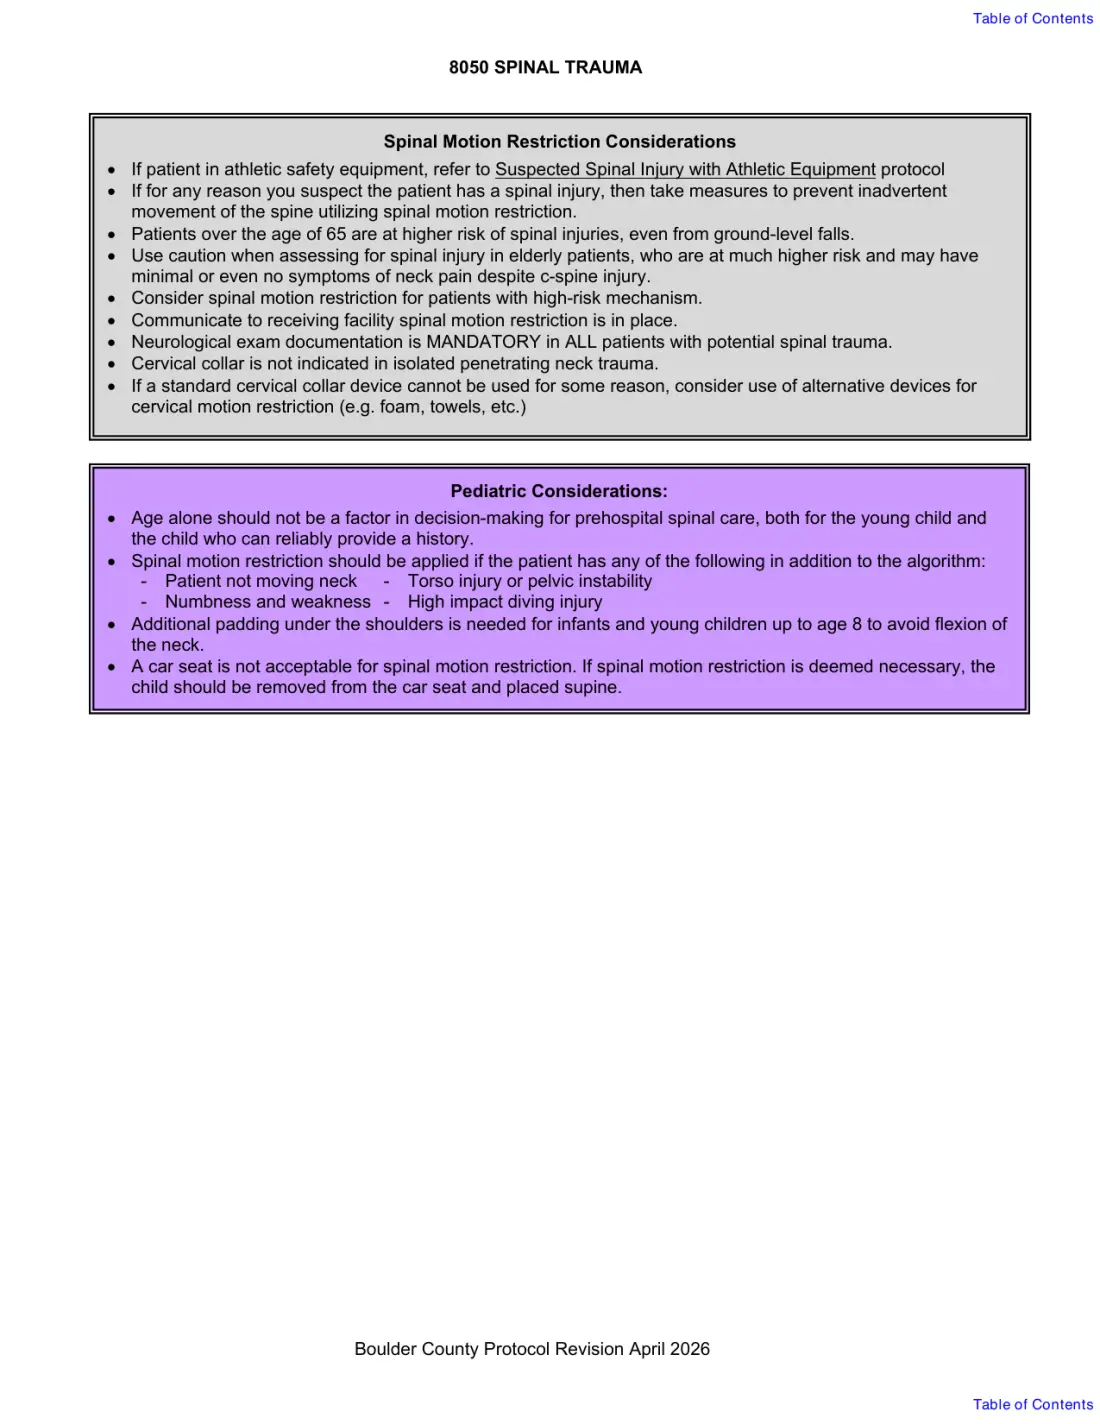 Table of Contents
8050 SPINAL TRAUMA
Spinal Motion Restriction Considerations
• If patient in athletic safety equipment, refer to Suspected Spinal Injury with Athletic Equipment protocol
• If for any reason you suspect the patient has a spinal injury, then take measures to prevent inadvertent
movement of the spine utilizing spinal motion restriction.
• Patients over the age of 65 are at higher risk of spinal injuries, even from ground-level falls.
• Use caution when assessing for spinal injury in elderly patients, who are at much higher risk and may have
minimal or even no symptoms of neck pain despite c-spine injury.
• Consider spinal motion restriction for patients with high-risk mechanism.
• Communicate to receiving facility spinal motion restriction is in place.
• Neurological exam documentation is MANDATORY in ALL patients with potential spinal trauma.
• Cervical collar is not indicated in isolated penetrating neck trauma.
• If a standard cervical collar device cannot be used for some reason, consider use of alternative devices for
cervical motion restriction (e.g. foam, towels, etc.)
Pediatric Considerations:
• Age alone should not be a factor in decision-making for prehospital spinal care, both for the young child and
the child who can reliably provide a history.
• Spinal motion restriction should be applied if the patient has any of the following in addition to the algorithm:
- Patient not moving neck - Torso injury or pelvic instability
- Numbness and weakness - High impact diving injury
• Additional padding under the shoulders is needed for infants and young children up to age 8 to avoid flexion of
the neck.
• A car seat is not acceptable for spinal motion restriction. If spinal motion restriction is deemed necessary, the
child should be removed from the car seat and placed supine.
Boulder County Protocol Revision April 2026
Table of Contents